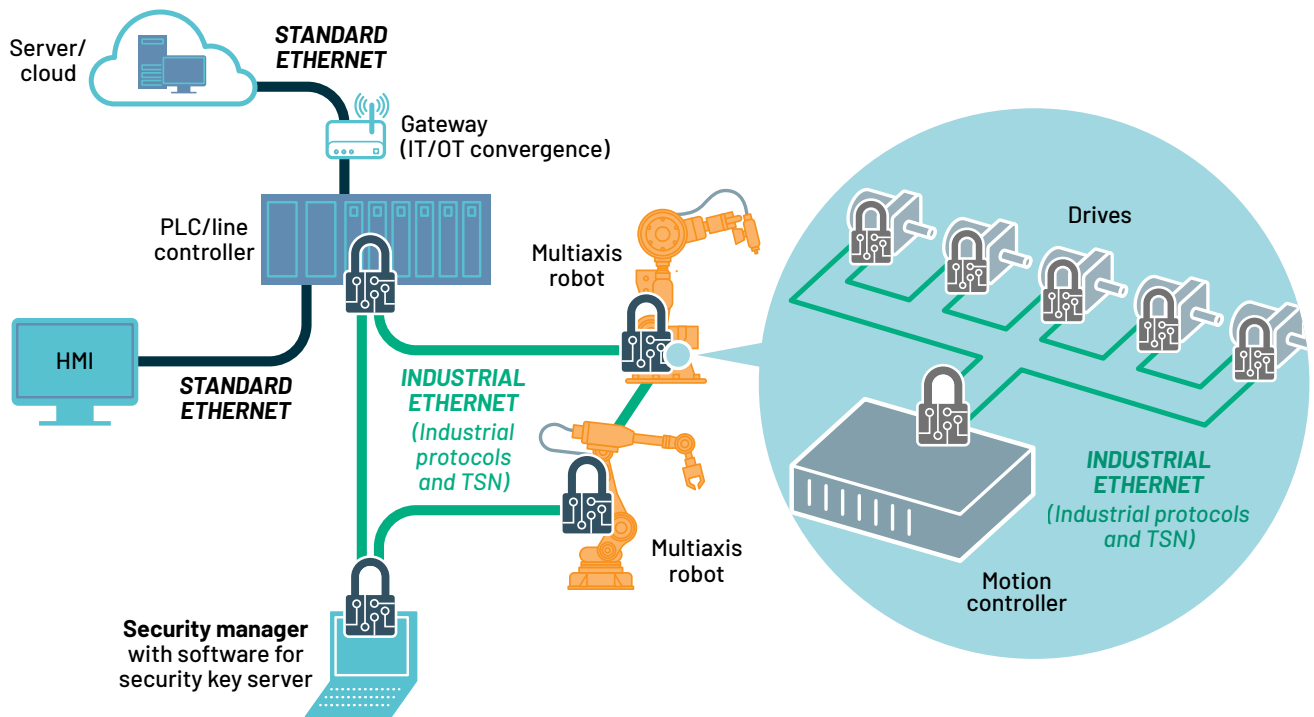 Server/
cloud
STANDARD
ETHERNET
Gateway
(IT/OT convergence)
PLC/line
controller
Multiaxis
robot
Drives
HMI
STANDARD
ETHERNET
INDUSTRIAL
ETHERNET
(Industrial
protocols
and TSN)
INDUSTRIAL
ETHERNET
(Industrial protocols
and TSN)
Multiaxis
robot
Motion
controller
Security manager
with software for
security key server